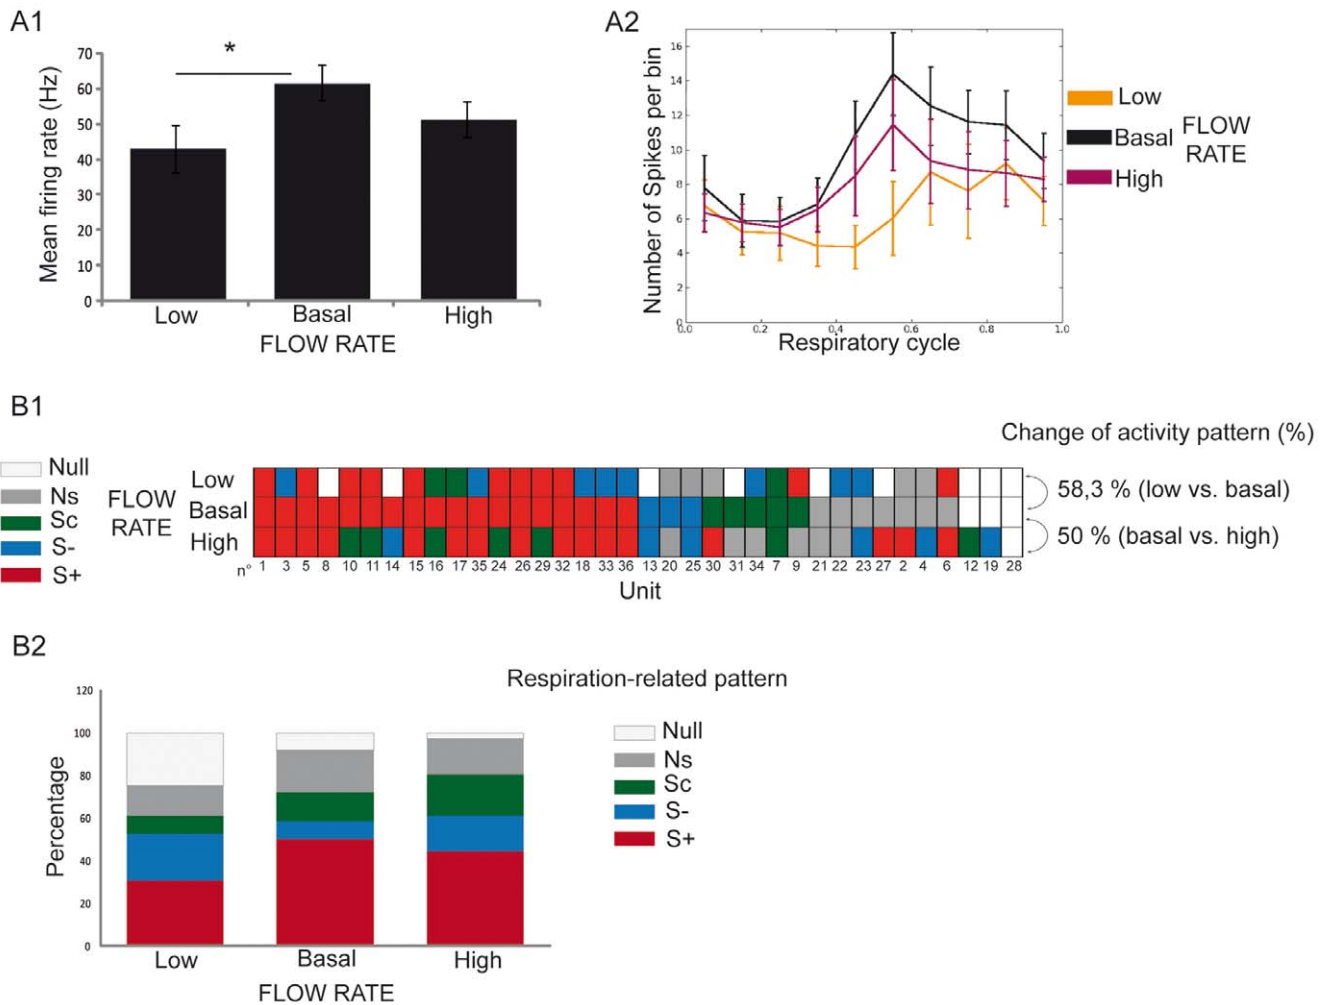 A1
*
Mean firing rate (Hz)
70
60
50
40
30
20
10
0
Low Basal High
FLOW RATE
A2
Number of Spikes per bin
16
14
12
10
8
6
4
2
0
0.0 0.2 0.4 0.6 0.8 1.0
Respiratory cycle
Low
Basal
High
FLOW
RATE
B1
Change of activity pattern (%)
Null
Ns
Sc
S-
S+
FLOW
RATE
Low
Basal
High
58,3 % (low vs. basal)
50 % (basal vs. high)
n° 1 3 5 8 10 11 14 15 16 17 35 24 26 29 32 18 33 36 13 20 25 30 31 34 7 9 21 22 23 27 2 4 6 12 19 28
Unit
B2
Respiration-related pattern
Percentage
120
100
80
60
40
20
0
Low Basal High
FLOW RATE
Null
Ns
Sc
S-
S+